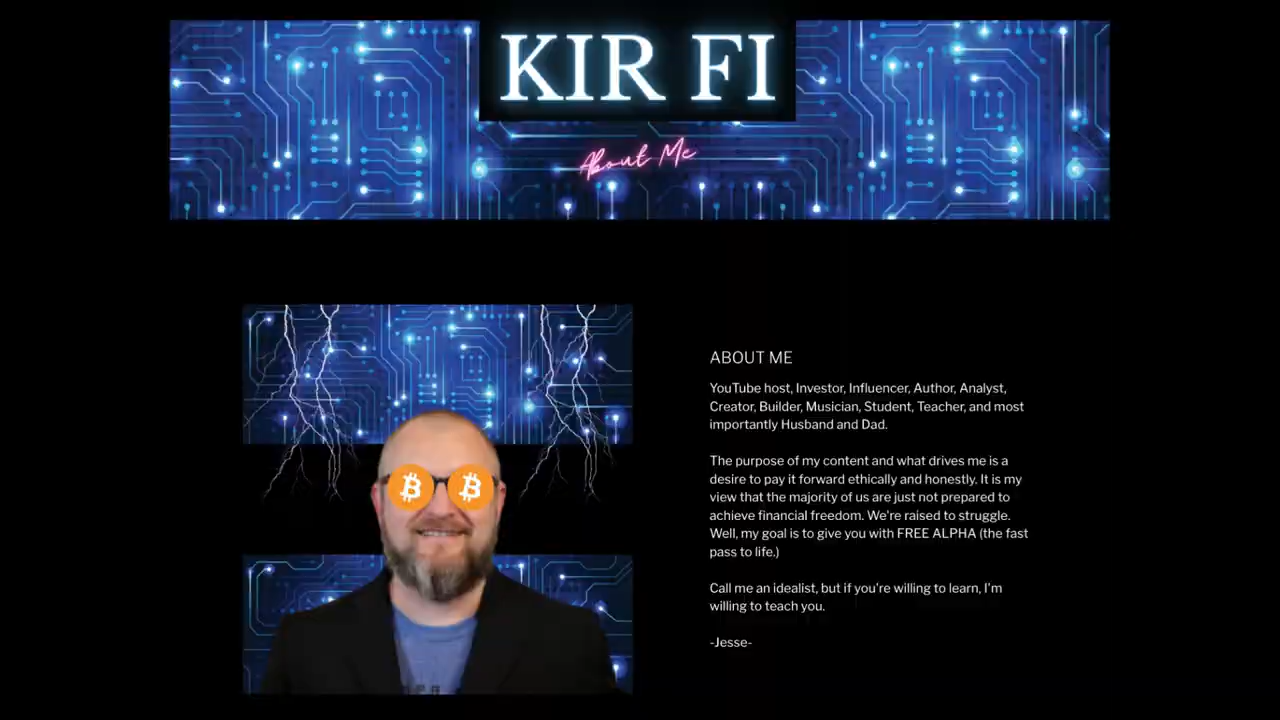 KIR FI
About Me
ABOUT ME
YouTube host, Investor, Influencer, Author, Analyst,
Creator, Builder, Musician, Student, Teacher, and most
importantly Husband and Dad.
The purpose of my content and what drives me is a
desire to pay it forward ethically and honestly. It is my
view that the majority of us are just not prepared to
achieve financial freedom. We're raised to struggle.
Well, my goal is to give you with FREE ALPHA (the fast
pass to life.)
Call me an idealist, but if you're willing to learn, I'm
willing to teach you.
-Jesse-